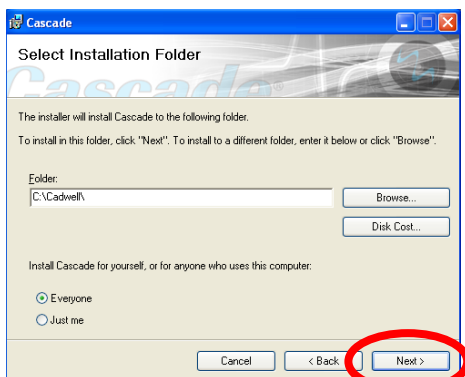 Cascade
Select Installation Folder
Cascade
The installer will install Cascade to the following folder.
To install in this folder, click "Next". To install to a different folder, enter it below or click "Browse".
Folder:
C:\Cadwell\
Browse...
Disk Cost...
Install Cascade for yourself, or for anyone who uses this computer:
Everyone
Just me
Cancel
< Back
Next >